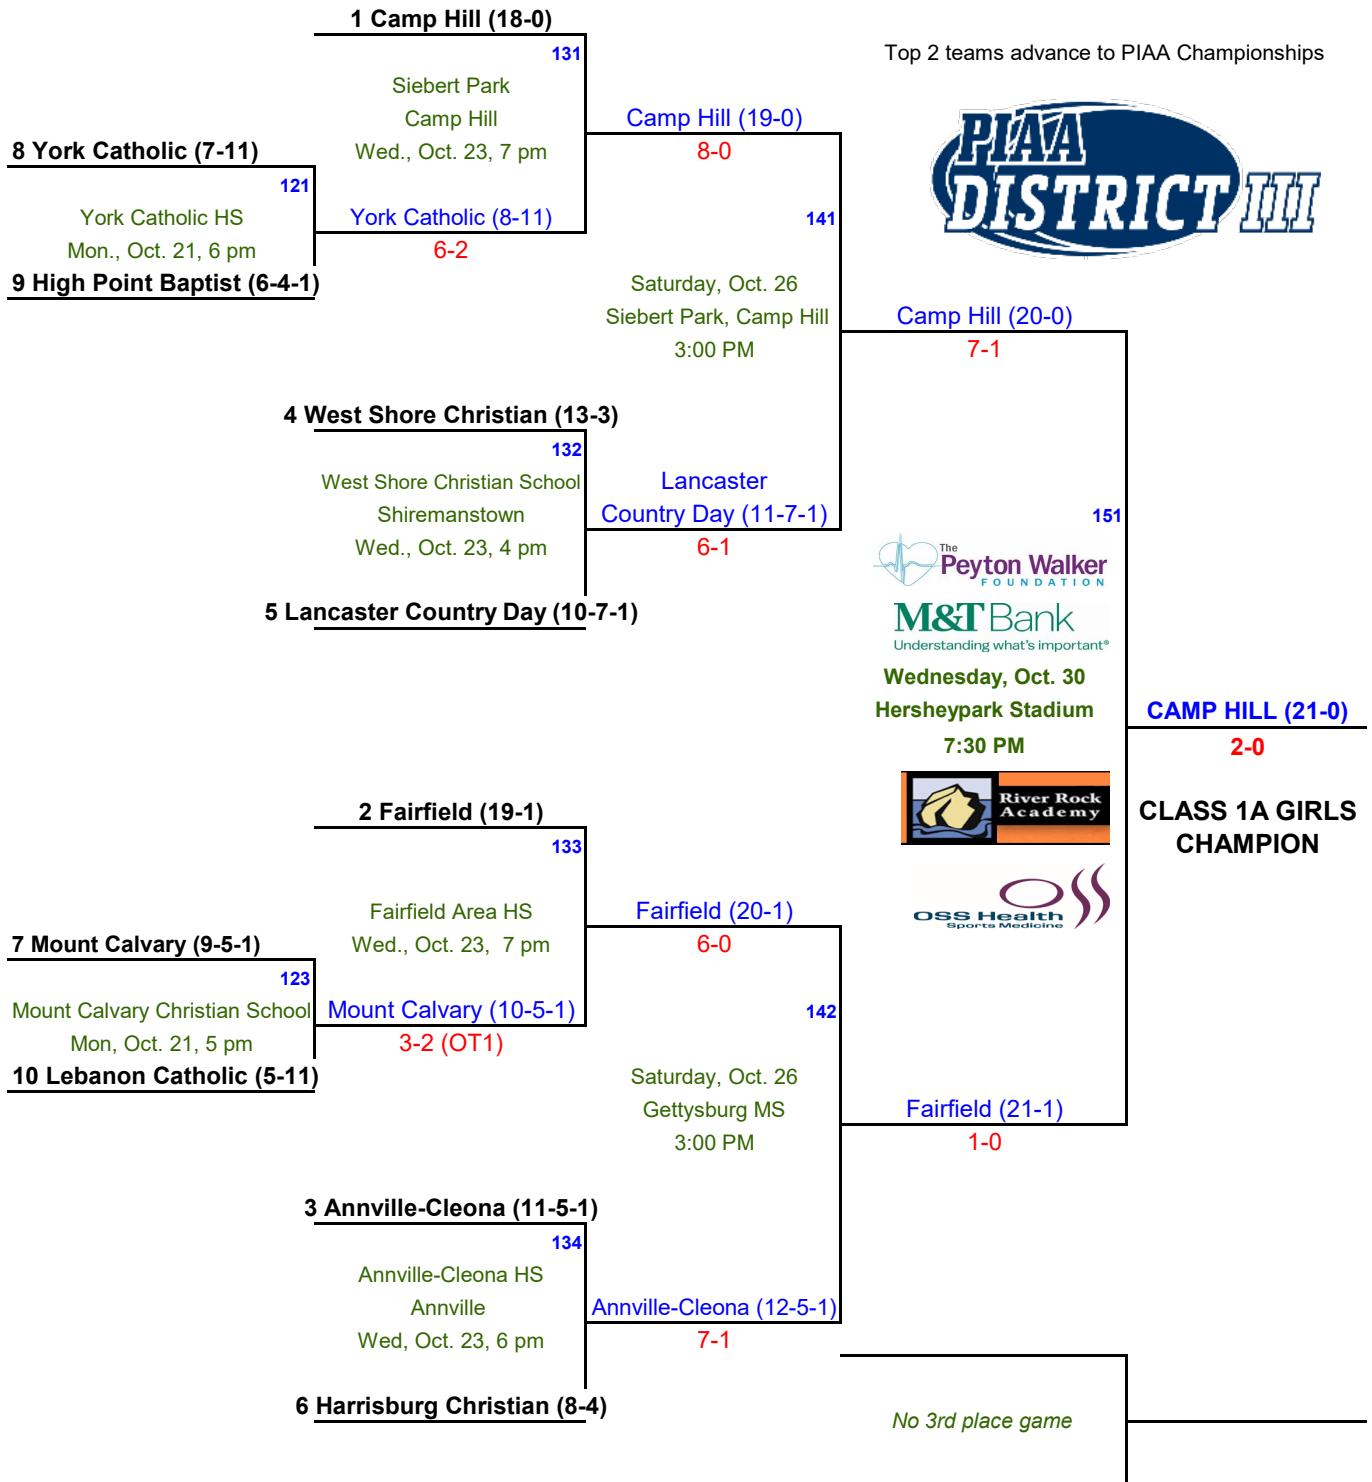 1 Camp Hill (18-0)
131
Top 2 teams advance to PIAA Championships
Siebert Park
Camp Hill
Wed., Oct. 23, 7 pm
Camp Hill (19-0)
8-0
PIAA
DISTRICT III
8 York Catholic (7-11)
121
York Catholic HS
Mon., Oct. 21, 6 pm
9 High Point Baptist (6-4-1)
York Catholic (8-11)
6-2
141
Saturday, Oct. 26
Siebert Park, Camp Hill
3:00 PM
Camp Hill (20-0)
7-1
4 West Shore Christian (13-3)
132
West Shore Christian School
Shiremanstown
Wed., Oct. 23, 4 pm
Lancaster
Country Day (11-7-1)
6-1
5 Lancaster Country Day (10-7-1)
151
The
Peyton Walker
FOUNDATION
M&T Bank
Understanding what's important®
Wednesday, Oct. 30
Hersheypark Stadium
7:30 PM
CAMP HILL (21-0)
2-0
CLASS 1A GIRLS
CHAMPION
River Rock
Academy
OSS
OSS Health
Sports Medicine
2 Fairfield (19-1)
133
Fairfield Area HS
Wed., Oct. 23, 7 pm
Fairfield (20-1)
6-0
7 Mount Calvary (9-5-1)
123
Mount Calvary Christian School
Mon, Oct. 21, 5 pm
10 Lebanon Catholic (5-11)
Mount Calvary (10-5-1)
3-2 (OT1)
142
Saturday, Oct. 26
Gettysburg MS
3:00 PM
Fairfield (21-1)
1-0
3 Annville-Cleona (11-5-1)
134
Annville-Cleona HS
Annville
Wed, Oct. 23, 6 pm
Annville-Cleona (12-5-1)
7-1
6 Harrisburg Christian (8-4)
No 3rd place game